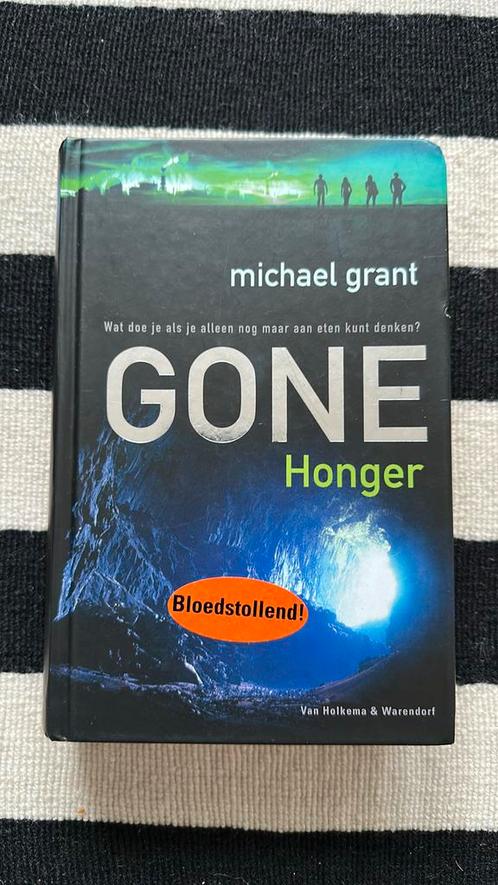 michael grant
Wat doe je als je alleen nog maar aan eten kunt denken?
GONE
Honger
Bloedstollend!
Van Holkema & Warendorf